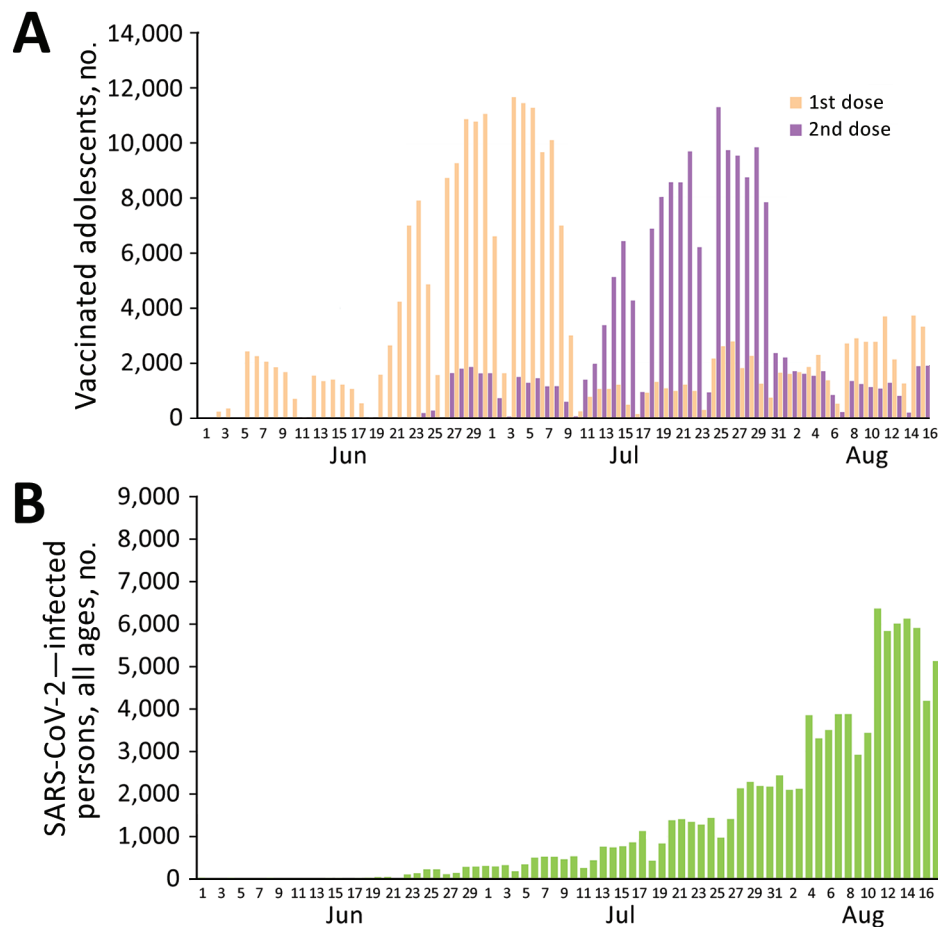 A
Vaccinated adolescents, no.
14,000
12,000
10,000
8,000
6,000
4,000
2,000
0
1st dose
2nd dose
1 3 5 7 9 11 13 15 17 19 21 23 25 27 29 1 3 5 7 9 11 13 15 17 19 21 23 25 27 29 31 2 4 6 8 10 12 14 16
Jun Jul Aug
B
SARS-CoV-2—infected
persons, all ages, no.
9,000
8,000
7,000
6,000
5,000
4,000
3,000
2,000
1,000
0
1 3 5 7 9 11 13 15 17 19 21 23 25 27 29 1 3 5 7 9 11 13 15 17 19 21 23 25 27 29 31 2 4 6 8 10 12 14 16
Jun Jul Aug